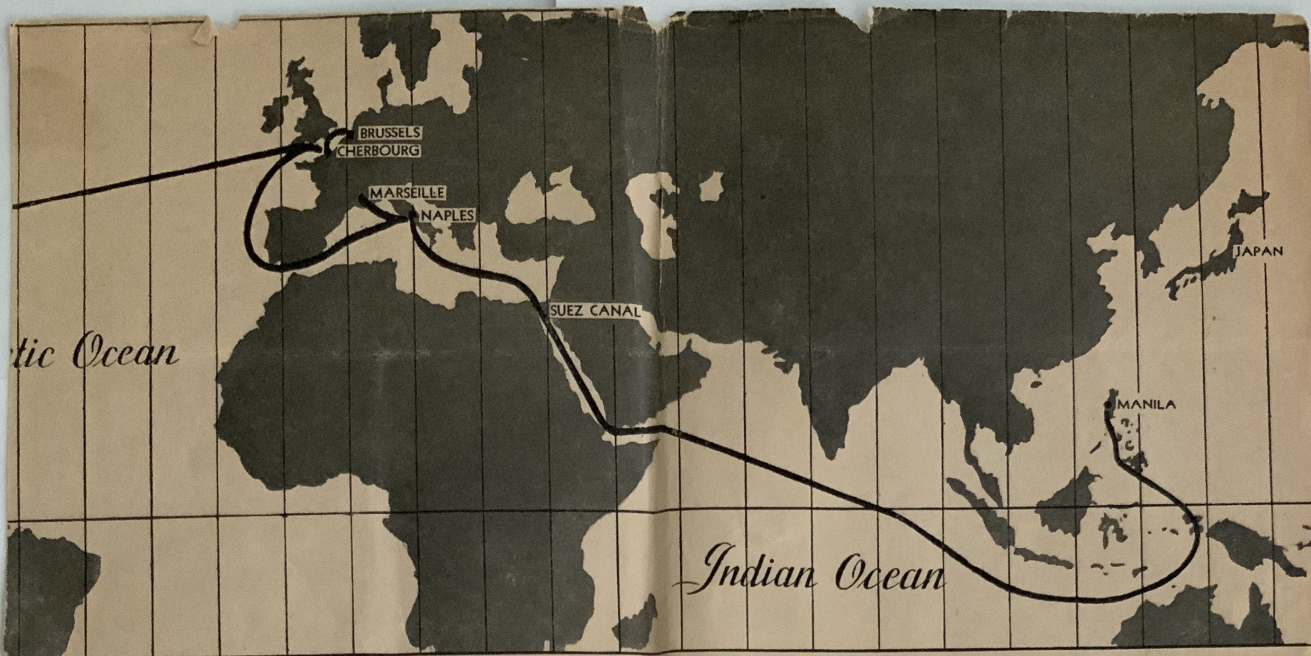 BRUSSELS
CHERBOURG
MARSEILLE
NAPLES
JAPAN
SUEZ CANAL
tic Ocean
MANILA
Indian Ocean